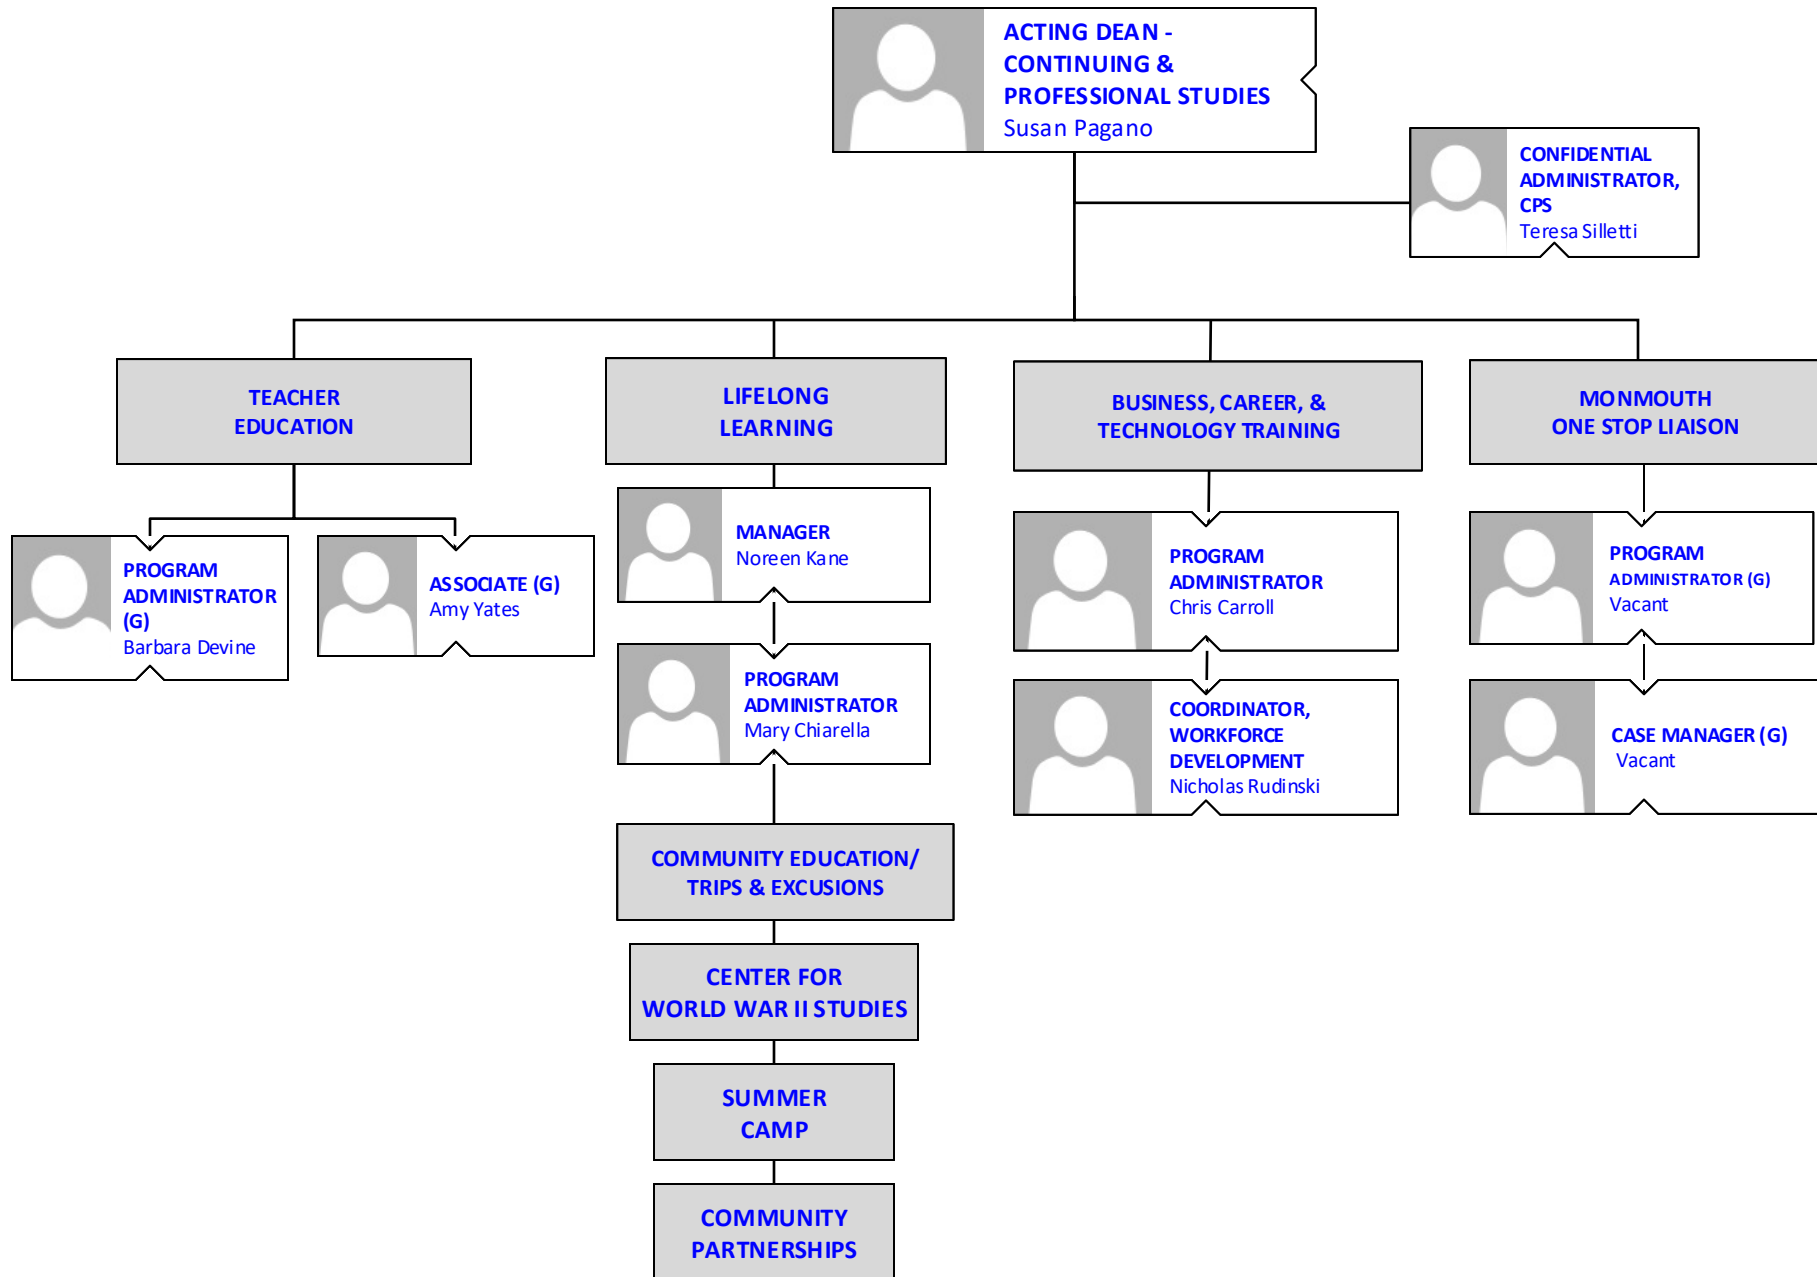 ACTING DEAN -
CONTINUING &
PROFESSIONAL STUDIES
Susan Pagano
CONFIDENTIAL
ADMINISTRATOR,
CPS
Teresa Silletti
TEACHER
EDUCATION
LIFELONG
LEARNING
BUSINESS, CAREER, &
TECHNOLOGY TRAINING
MONMOUTH
ONE STOP LIAISON
PROGRAM
ADMINISTRATOR
(G)
Barbara Devine
ASSOCIATE (G)
Amy Yates
MANAGER
Noreen Kane
PROGRAM
ADMINISTRATOR
Mary Chiarella
PROGRAM
ADMINISTRATOR
Chris Carroll
COORDINATOR,
WORKFORCE
DEVELOPMENT
Nicholas Rudinski
PROGRAM
ADMINISTRATOR (G)
Vacant
CASE MANAGER (G)
Vacant
COMMUNITY EDUCATION/
TRIPS & EXCUSIONS
CENTER FOR
WORLD WAR II STUDIES
SUMMER
CAMP
COMMUNITY
PARTNERSHIPS